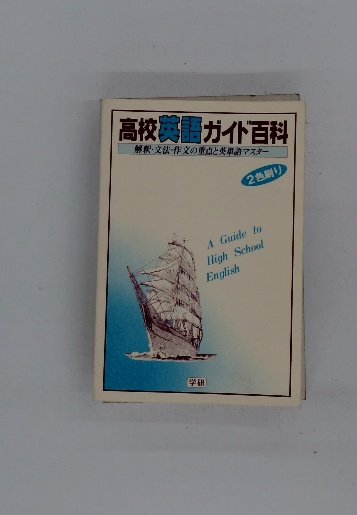 高校英語ガイド百科
解釈・文法・作文の重点と英単語マスター
2色刷り
A Guide to
High School
English
学研